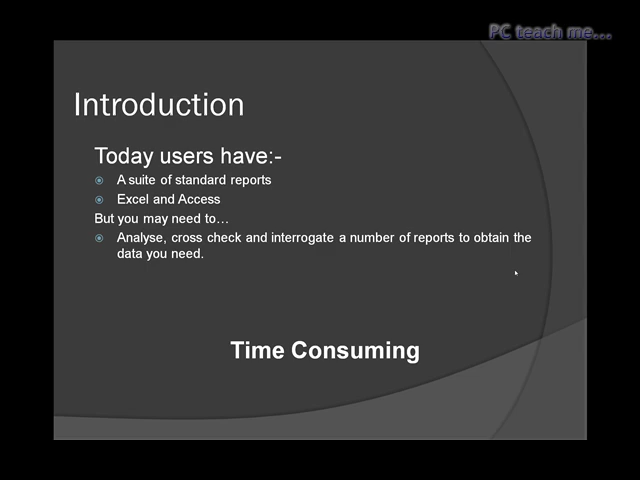 PC teach me...
Introduction
Today users have:-
A suite of standard reports
Excel and Access
But you may need to…
Analyse, cross check and interrogate a number of reports to obtain the
data you need.
Time Consuming